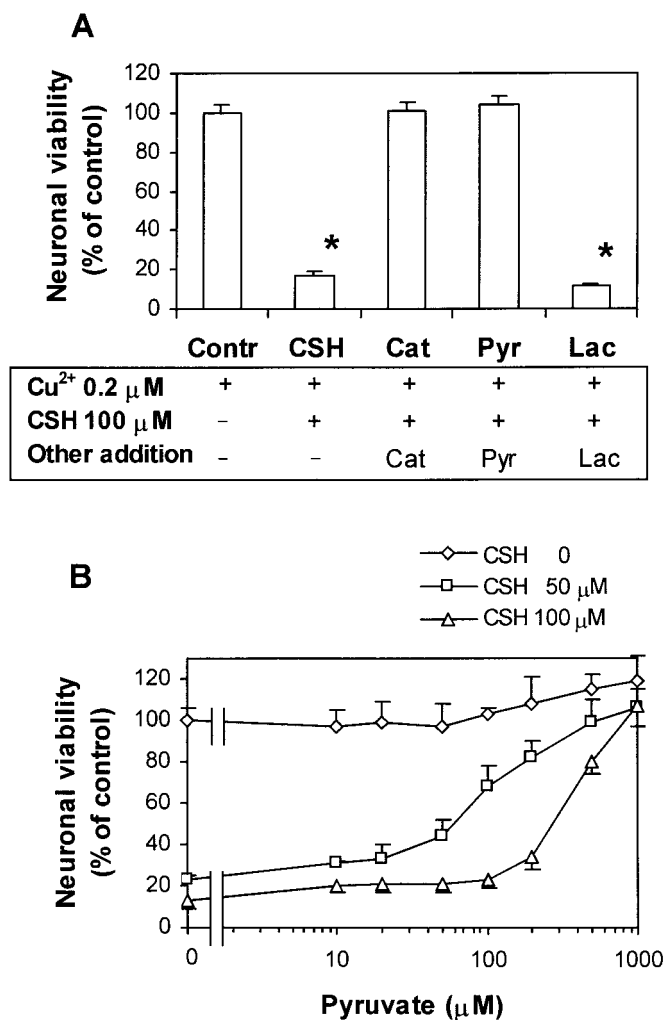 A
Neuronal viability
(% of control)
120
100
80
60
40
20
0
*
*
Contr CSH Cat Pyr Lac
Cu²⁺ 0.2 μM + + + + +
CSH 100 μM – + + + +
Other addition – – Cat Pyr Lac
B
CSH 0
CSH 50 μM
CSH 100 μM
Neuronal viability
(% of control)
120
100
80
60
40
20
0
0 10 100 1000
Pyruvate (μM)